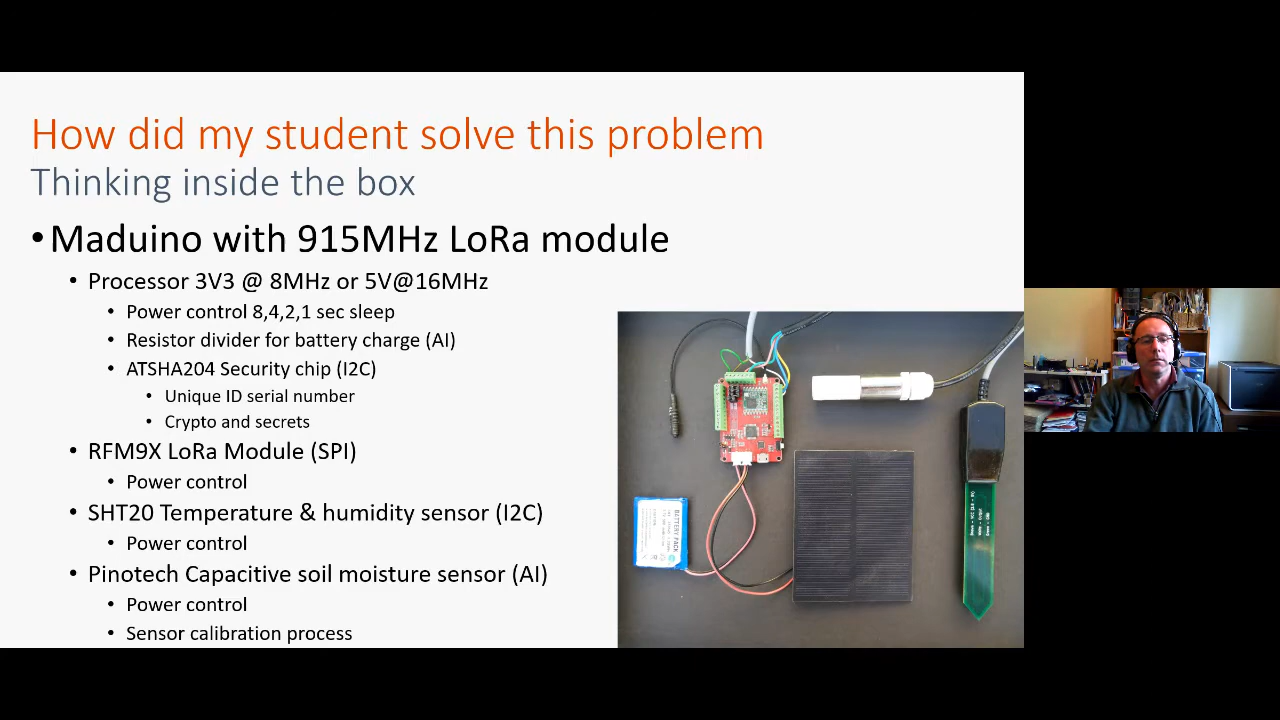 How did my student solve this problem
Thinking inside the box
• Maduino with 915MHz LoRa module
• Processor 3V3 @ 8MHz or 5V@16MHz
• Power control 8,4,2,1 sec sleep
• Resistor divider for battery charge (AI)
• ATSHA204 Security chip (I2C)
• Unique ID serial number
• Crypto and secrets
• RFM9X LoRa Module (SPI)
• Power control
• SHT20 Temperature & humidity sensor (I2C)
• Power control
• Pinotech Capacitive soil moisture sensor (AI)
• Power control
• Sensor calibration process
BATTERY PACK